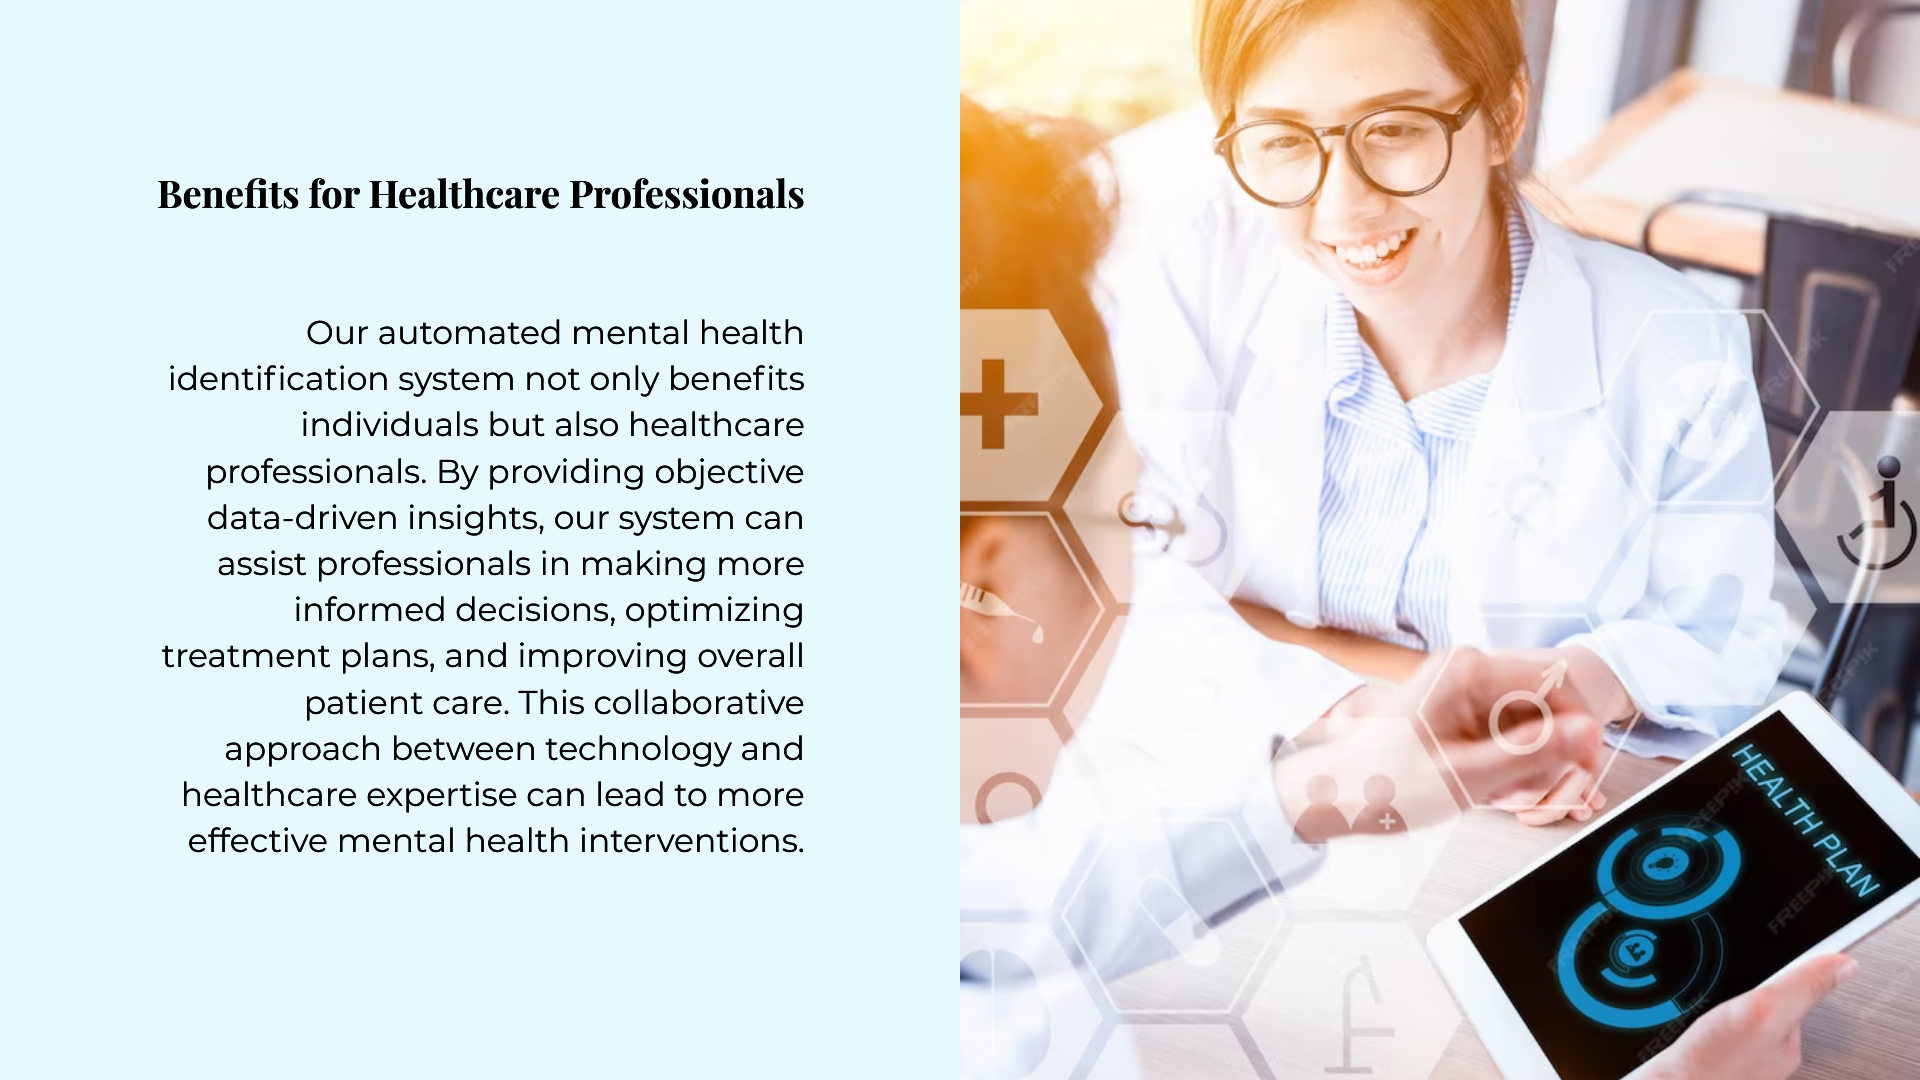 Benefits for Healthcare Professionals
Our automated mental health
identification system not only benefits
individuals but also healthcare
professionals. By providing objective
data-driven insights, our system can
assist professionals in making more
informed decisions, optimizing
treatment plans, and improving overall
patient care. This collaborative
approach between technology and
healthcare expertise can lead to more
effective mental health interventions.
HEALTH PLAN
FREEPIK